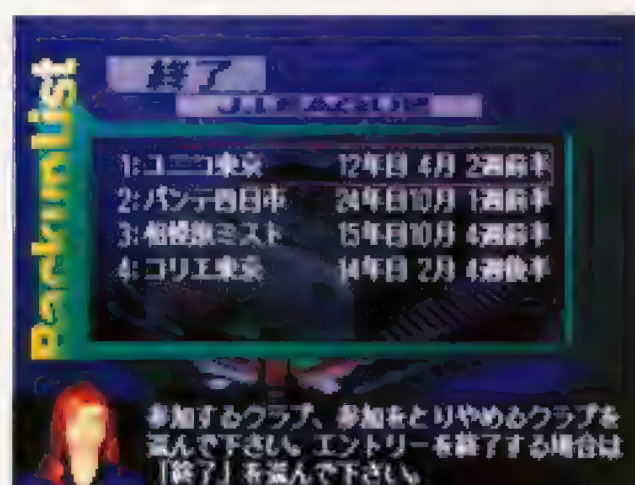 終了
BackupList
1:ユニコ東京 12年目 4月 2週前半
2:パンテ四日市 24年目10月 1週前半
3:相模原ミスト 15年目10月 4週前半
4:コリエ東京 14年目 2月 4週後半
参加するクラブ、参加をとりやめるクラブを
選んで下さい。エントリーを終了する場合は
「終了」を選んで下さい。